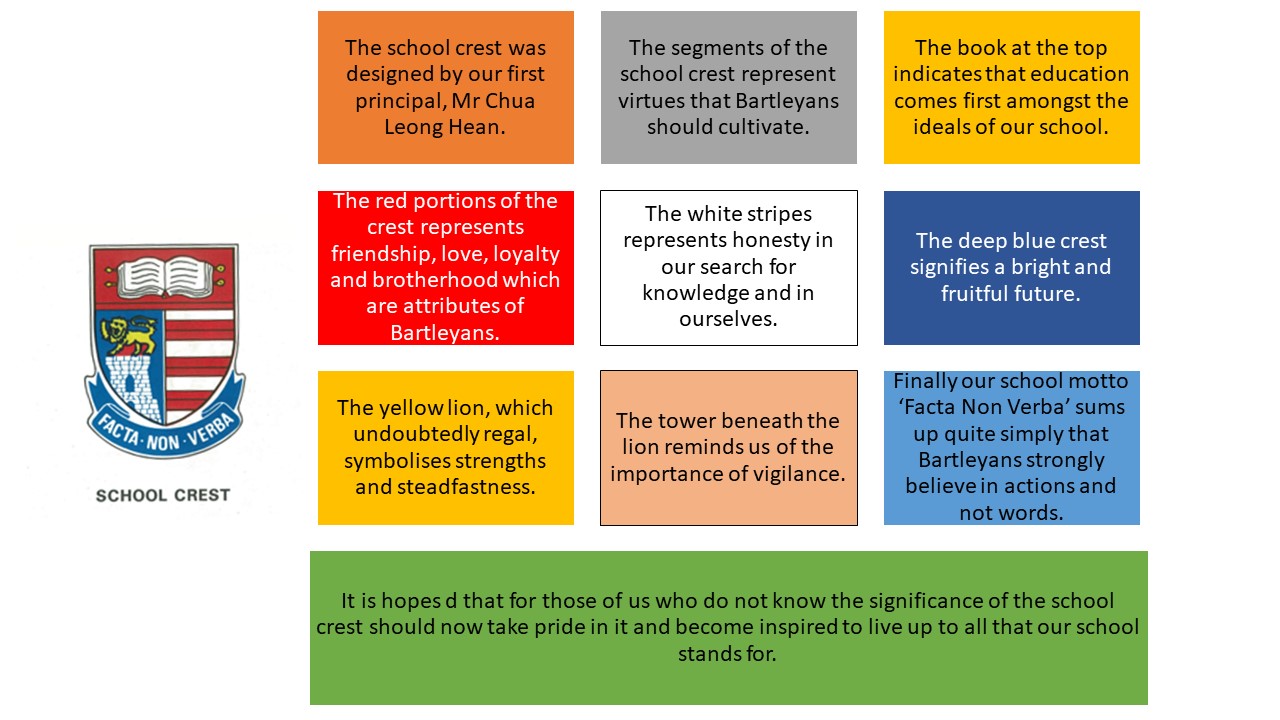 The school crest was
designed by our first
principal, Mr Chua
Leong Hean.
The segments of the
school crest represent
virtues that Bartleyans
should cultivate.
The book at the top
indicates that education
comes first amongst the
ideals of our school.
The red portions of the
crest represents
friendship, love, loyalty
and brotherhood which
are attributes of
Bartleyans.
The white stripes
represents honesty in
our search for
knowledge and in
ourselves.
The deep blue crest
signifies a bright and
fruitful future.
FACTA · NON · VERBA
SCHOOL CREST
The yellow lion, which
undoubtedly regal,
symbolises strengths
and steadfastness.
The tower beneath the
lion reminds us of the
importance of vigilance.
Finally our school motto
‘Facta Non Verba’ sums
up quite simply that
Bartleyans strongly
believe in actions and
not words.
It is hopes d that for those of us who do not know the significance of the school
crest should now take pride in it and become inspired to live up to all that our school
stands for.